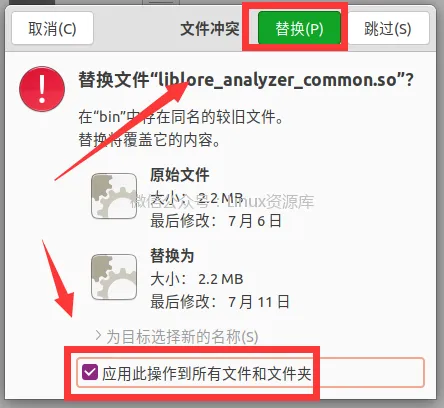 取消(C)
文件冲突
替换(P)
跳过(S)
替换文件“liblore_analyzer_common.so”？
在“bin”中存在同名的较旧文件。
替换将覆盖它的内容。
原始文件
大小： 2.2 MB
微信公众号：Linux资源库
最后修改： 7 月 6 日
替换为
大小： 2.2 MB
最后修改： 7 月 11 日
为目标选择新的名称(S)
应用此操作到所有文件和文件夹